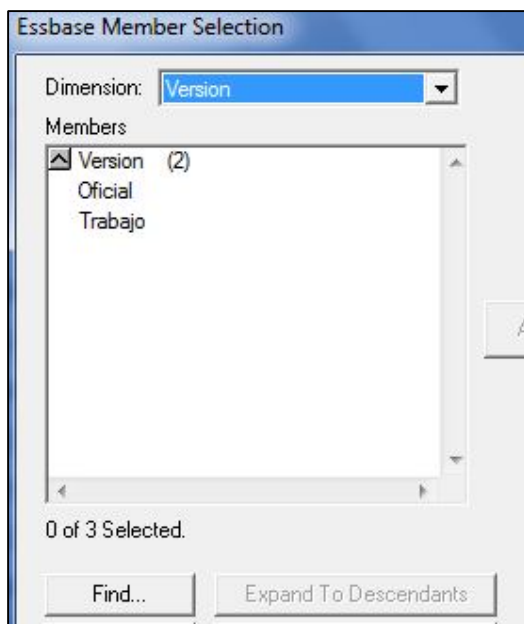 Essbase Member Selection
Dimension: Version
Members
Version (2)
Oficial
Trabajo
0 of 3 Selected.
Find... Expand To Descendants